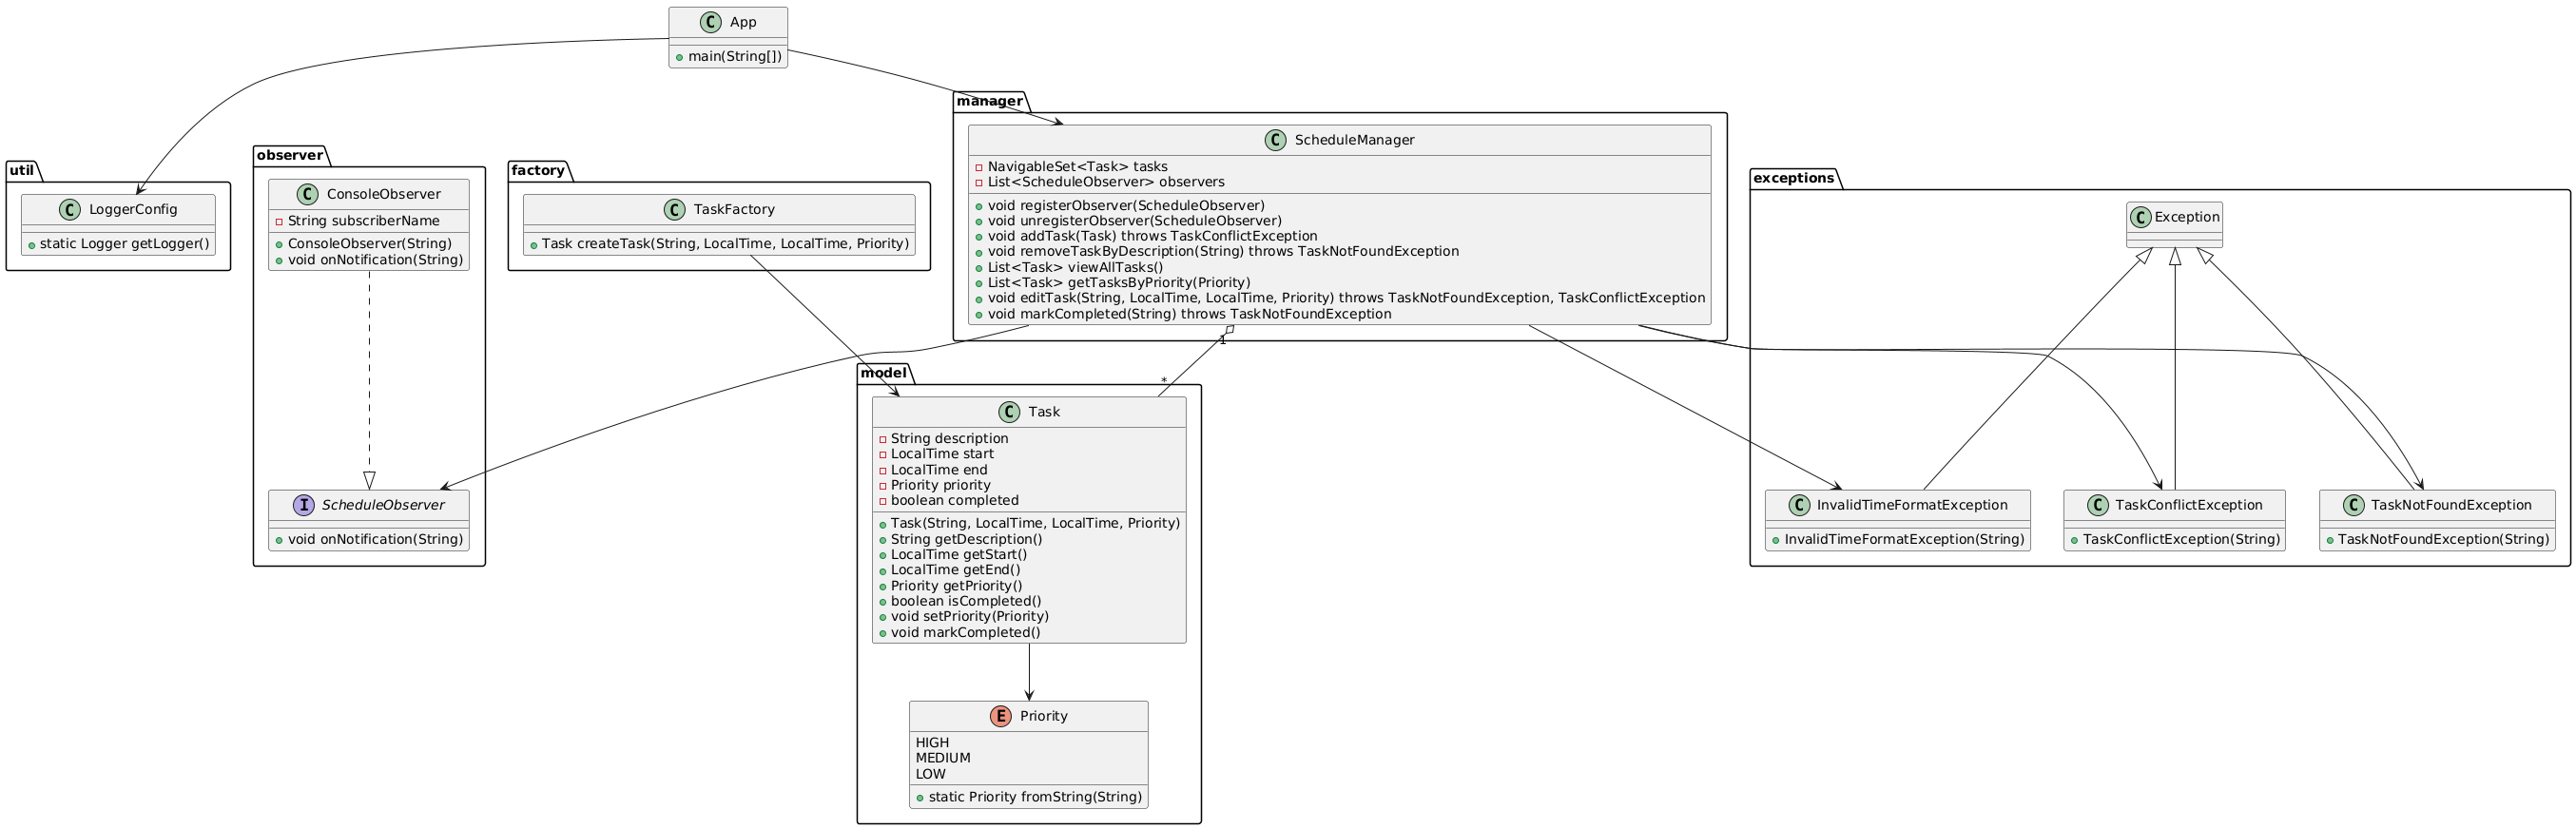 C App
main(String[])
manager
C ScheduleManager
NavigableSet<Task> tasks
List<ScheduleObserver> observers
void registerObserver(ScheduleObserver)
void unregisterObserver(ScheduleObserver)
void addTask(Task) throws TaskConflictException
void removeTaskByDescription(String) throws TaskNotFoundException
List<Task> viewAllTasks()
List<Task> getTasksByPriority(Priority)
void editTask(String, LocalTime, LocalTime, Priority) throws TaskNotFoundException, TaskConflictException
void markCompleted(String) throws TaskNotFoundException
util
C LoggerConfig
static Logger getLogger()
observer
C ConsoleObserver
String subscriberName
ConsoleObserver(String)
void onNotification(String)
I ScheduleObserver
void onNotification(String)
factory
C TaskFactory
Task createTask(String, LocalTime, LocalTime, Priority)
1
*
model
C Task
String description
LocalTime start
LocalTime end
Priority priority
boolean completed
Task(String, LocalTime, LocalTime, Priority)
String getDescription()
LocalTime getStart()
LocalTime getEnd()
Priority getPriority()
boolean isCompleted()
void setPriority(Priority)
void markCompleted()
E Priority
HIGH
MEDIUM
LOW
static Priority fromString(String)
exceptions
C Exception
C InvalidTimeFormatException
InvalidTimeFormatException(String)
C TaskConflictException
TaskConflictException(String)
C TaskNotFoundException
TaskNotFoundException(String)